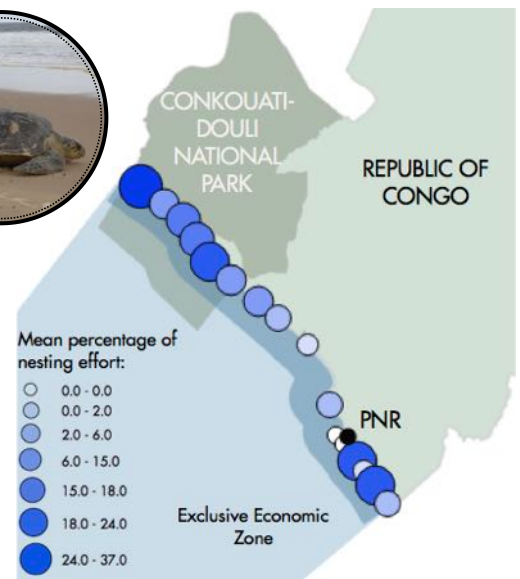 CONKOUATI-
DOULI
NATIONAL
PARK
REPUBLIC OF
CONGO
Mean percentage of
nesting effort:
0.0 - 0.0
0.0 - 2.0
2.0 - 6.0
6.0 - 15.0
15.0 - 18.0
18.0 - 24.0
24.0 - 37.0
PNR
Exclusive Economic
Zone